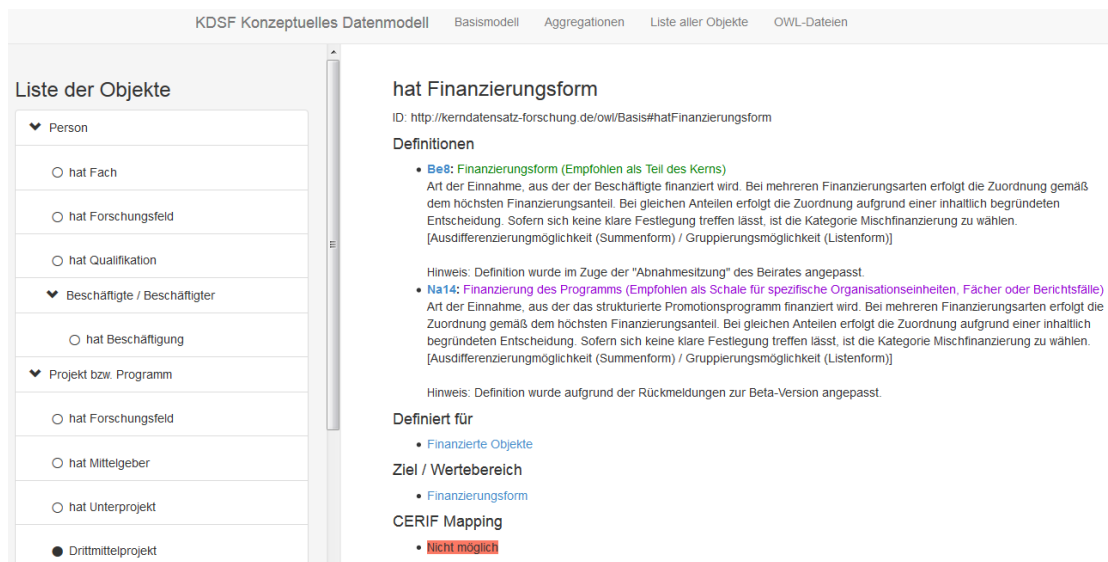 KDSF Konzeptuelles Datenmodell Basismodell Aggregationen Liste aller Objekte OWL-Dateien
Liste der Objekte
Person
hat Fach
hat Forschungsfeld
hat Qualifikation
Beschäftigte / Beschäftigter
hat Beschäftigung
Projekt bzw. Programm
hat Forschungsfeld
hat Mittelgeber
hat Unterprojekt
Drittmittelprojekt
hat Finanzierungsform
ID: http://kerndatensatz-forschung.de/owl/Basis#hatFinanzierungsform
Definitionen
Be8: Finanzierungsform (Empfohlen als Teil des Kerns)
Art der Einnahme, aus der der Beschäftigte finanziert wird. Bei mehreren Finanzierungsarten erfolgt die Zuordnung gemäß
dem höchsten Finanzierungsanteil. Bei gleichen Anteilen erfolgt die Zuordnung aufgrund einer inhaltlich begründeten
Entscheidung. Sofern sich keine klare Festlegung treffen lässt, ist die Kategorie Mischfinanzierung zu wählen.
[Ausdifferenzierungmöglichkeit (Summenform) / Gruppierungsmöglichkeit (Listenform)]
Hinweis: Definition wurde im Zuge der "Abnahmesitzung" des Beirates angepasst.
Na14: Finanzierung des Programms (Empfohlen als Schale für spezifische Organisationseinheiten, Fächer oder Berichtsfälle)
Art der Einnahme, aus der das strukturierte Promotionsprogramm finanziert wird. Bei mehreren Finanzierungsarten erfolgt die
Zuordnung gemäß dem höchsten Finanzierungsanteil. Bei gleichen Anteilen erfolgt die Zuordnung aufgrund einer inhaltlich
begründeten Entscheidung. Sofern sich keine klare Festlegung treffen lässt, ist die Kategorie Mischfinanzierung zu wählen.
[Ausdifferenzierungmöglichkeit (Summenform) / Gruppierungsmöglichkeit (Listenform)]
Hinweis: Definition wurde aufgrund der Rückmeldungen zur Beta-Version angepasst.
Definiert für
Finanzierte Objekte
Ziel / Wertebereich
Finanzierungsform
CERIF Mapping
Nicht möglich